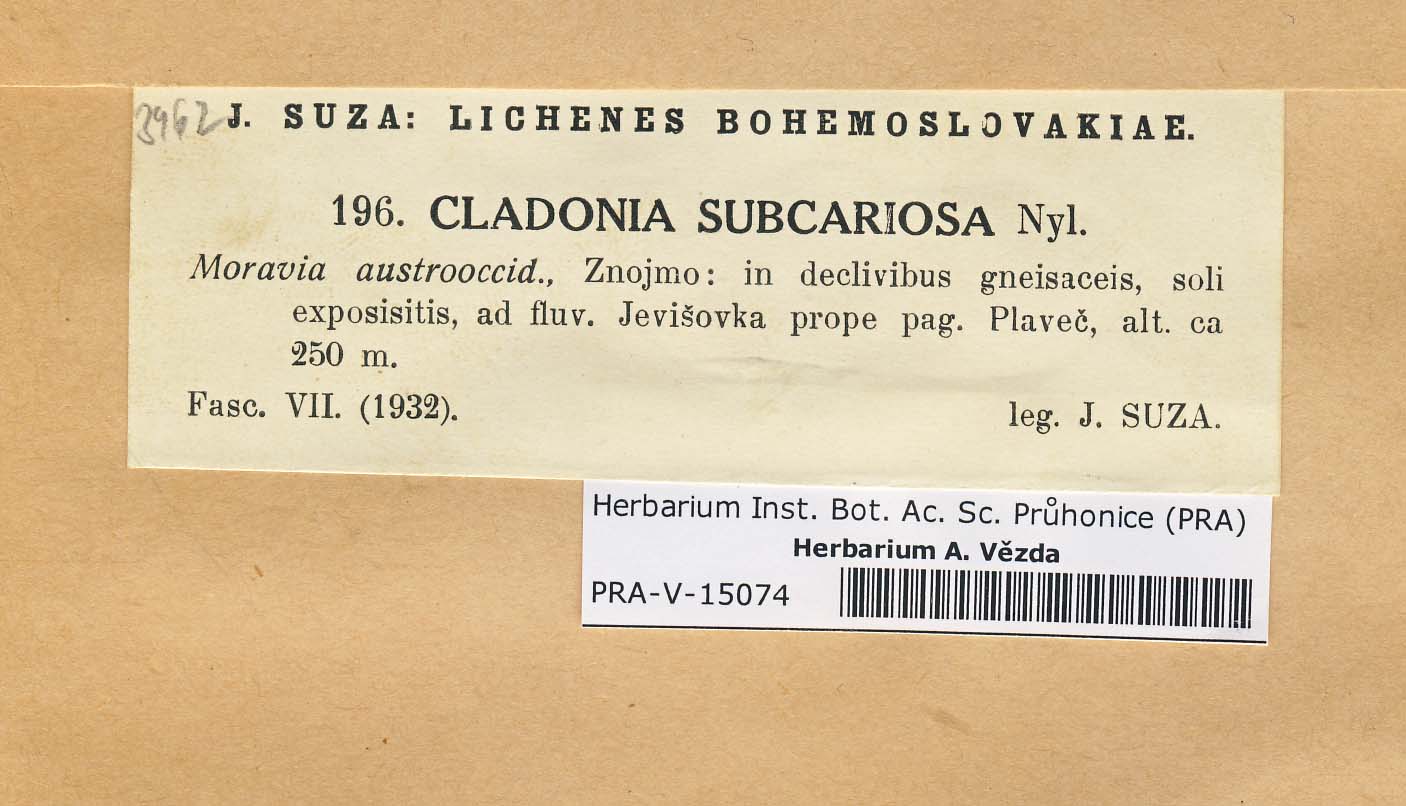 3962
J. SUZA: LICHENES BOHEMOSLOVAKIAE.
196. CLADONIA SUBCARIOSA Nyl.
Moravia austrooccid., Znojmo: in declivibus gneisaceis, soli
exposisitis, ad fluv. Jevišovka prope pag. Plaveč, alt. ca
250 m.
Fasc. VII. (1932). leg. J. SUZA.
Herbarium Inst. Bot. Ac. Sc. Průhonice (PRA)
Herbarium A. Vězda
PRA-V-15074